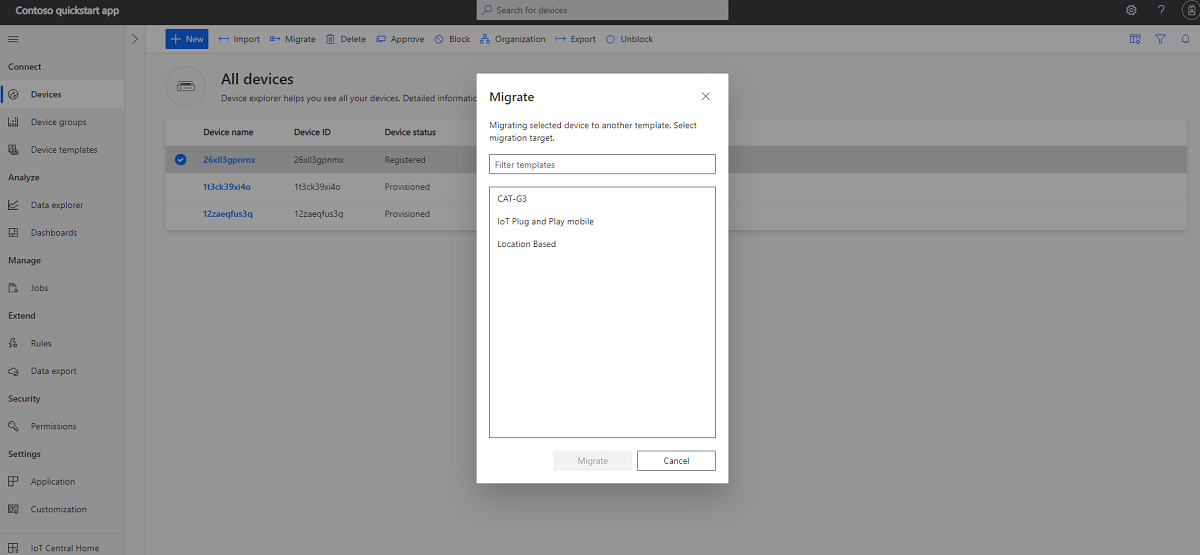 Contoso quickstart app
Search for devices
?
Connect
Devices
Device groups
Device templates
Analyze
Data explorer
Dashboards
Manage
Jobs
Extend
Rules
Data export
Security
Permissions
Settings
Application
Customization
IoT Central Home
New Import Migrate Delete Approve Block Organization Export Unblock
All devices
Device explorer helps you see all your devices. Detailed
Device name Device ID Device status
26xll3gpnmx 26xll3gpnmx Registered
1t3ck39xi4o 1t3ck39xi4o Provisioned
12zaeqfus3q 12zaeqfus3q Provisioned
Migrate
Migrating selected device to another template. Select
migration target.
Filter templates
CAT-G3
IoT Plug and Play mobile
Location Based
Migrate Cancel